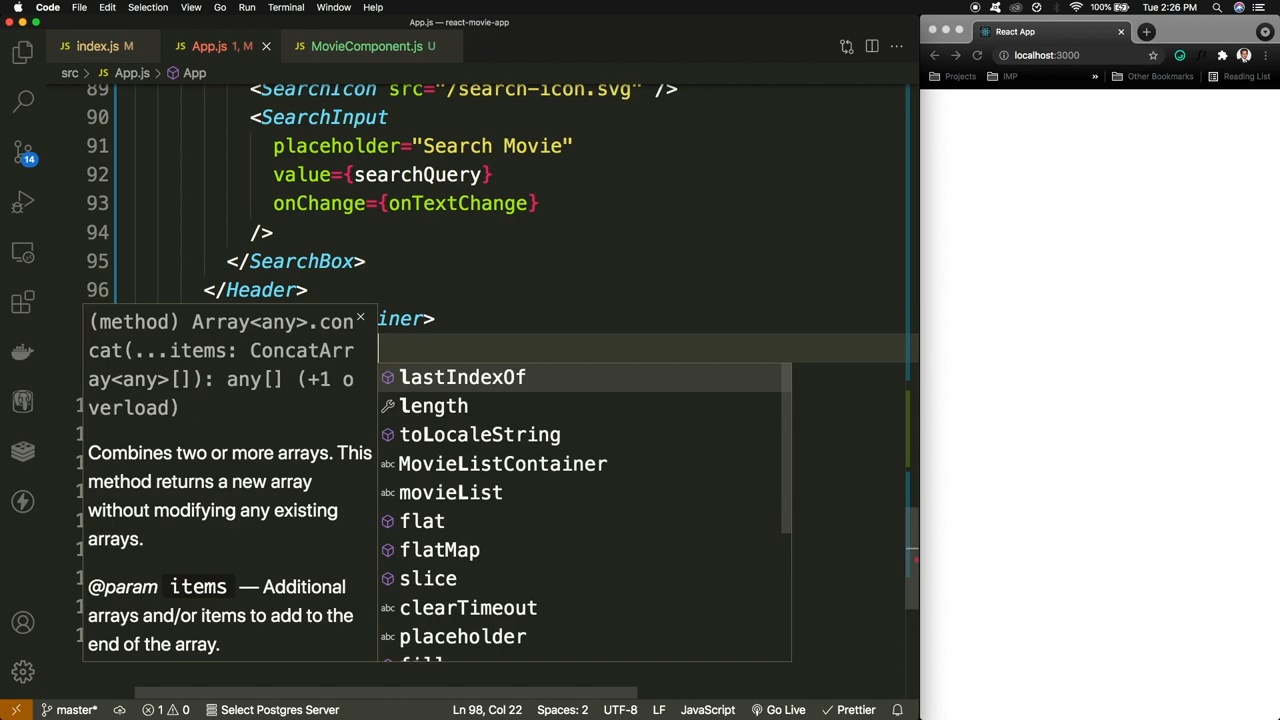 Code File Edit Selection View Go Run Terminal Window Help 100% Tue 2:26 PM
App.js — react-movie-app
index.js M App.js 1, M MovieComponent.js U
src > App.js > App
89 <SearchIcon src="/search-icon.svg" />
90 <SearchInput
91 placeholder="Search Movie"
92 value={searchQuery}
93 onChange={onTextChange}
94 />
95 </SearchBox>
96 </Header>
iner>
(method) Array<any>.con
cat(...items: ConcatArr
ay<any>[]): any[] (+1 o
verload)
Combines two or more arrays. This
method returns a new array
without modifying any existing
arrays.
@param items — Additional
arrays and/or items to add to the
end of the array.
lastIndexOf
length
toLocaleString
MovieListContainer
movieList
flat
flatMap
slice
clearTimeout
placeholder
14
master* 1 0 Select Postgres Server Ln 98, Col 22 Spaces: 2 UTF-8 LF JavaScript Go Live Prettier
React App
localhost:3000
Projects IMP » Other Bookmarks Reading List